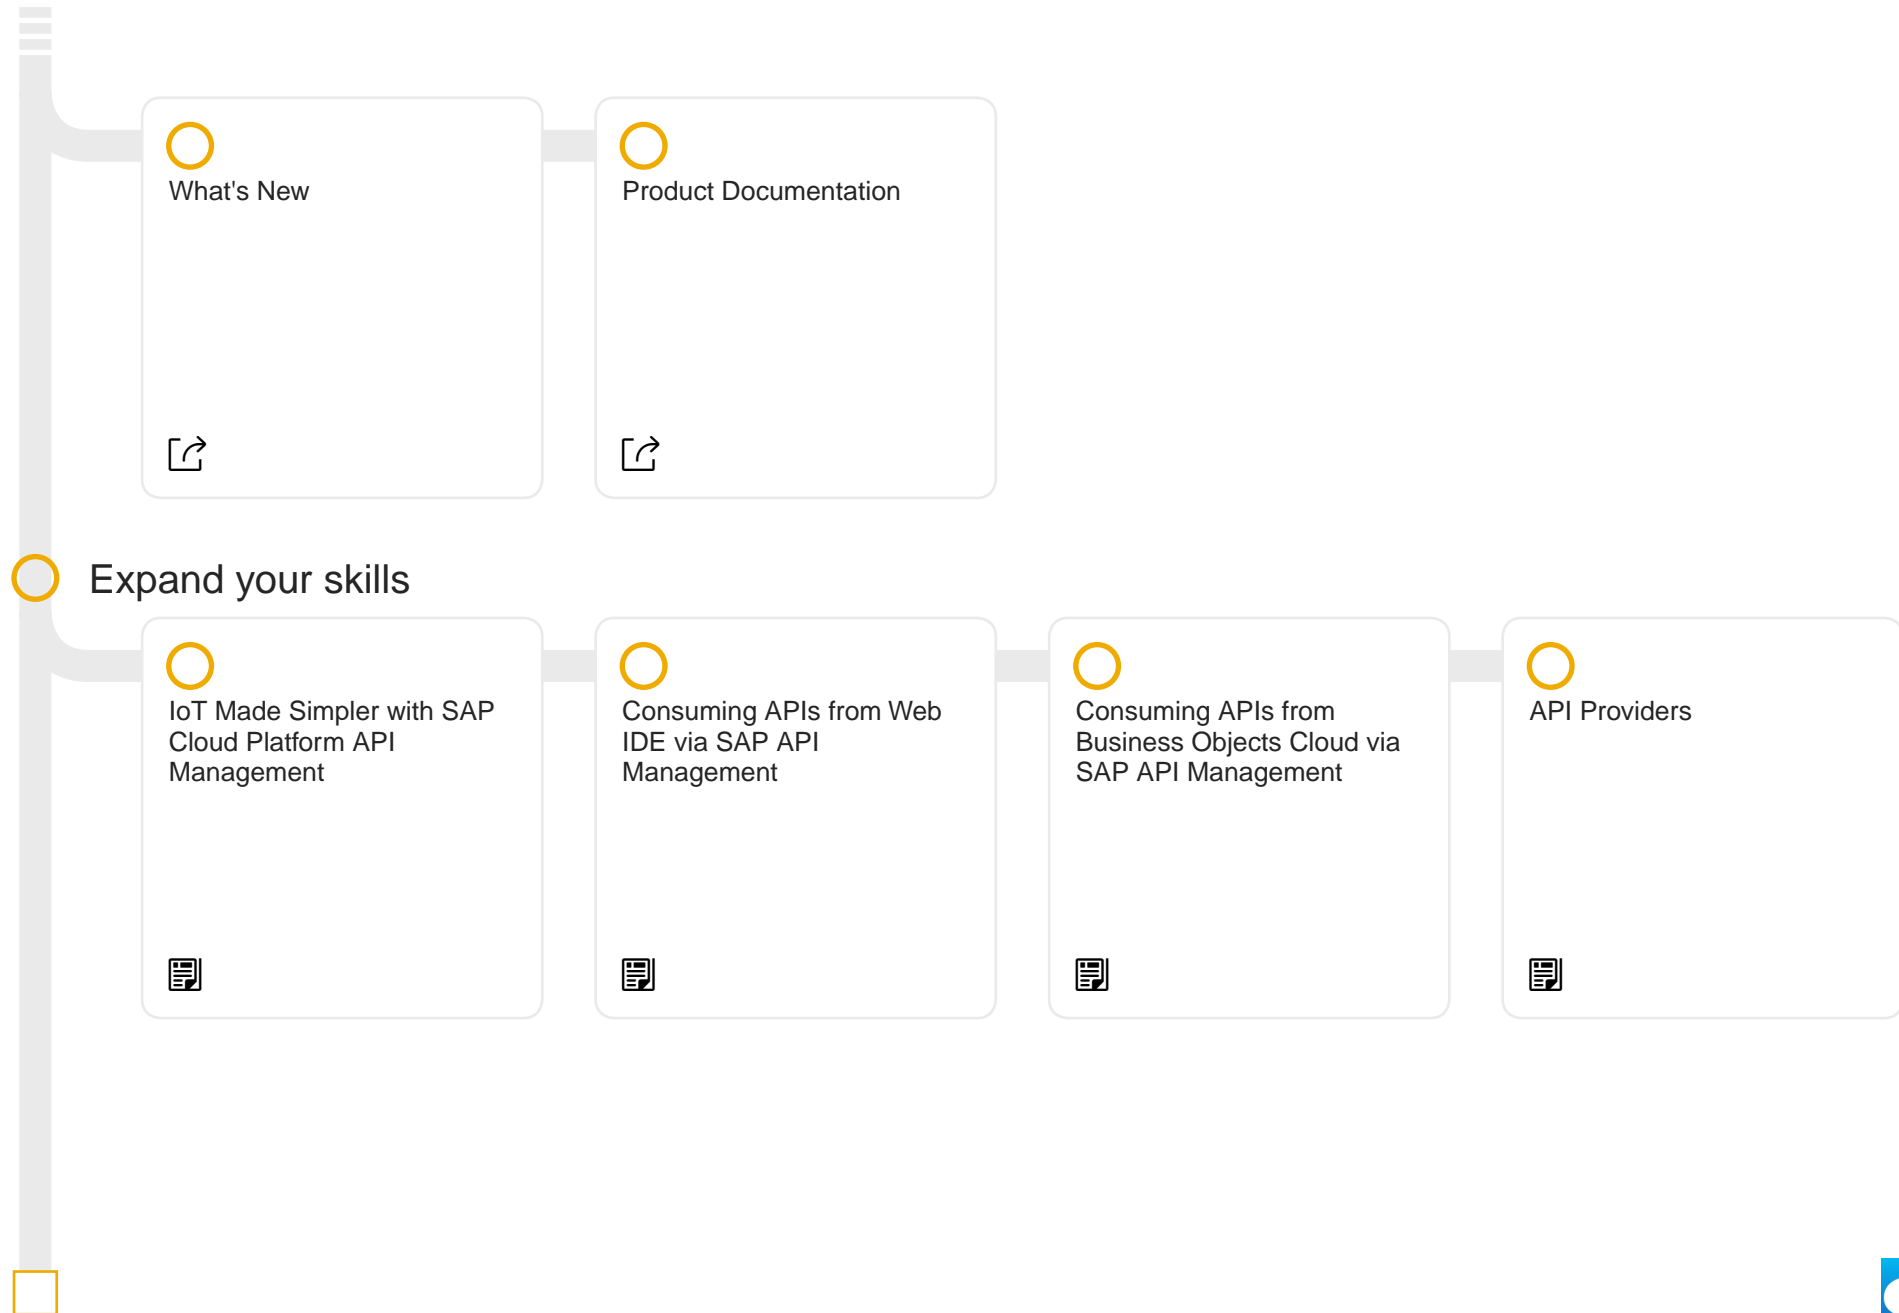 What's New
Product Documentation
Expand your skills
IoT Made Simpler with SAP
Cloud Platform API
Management
Consuming APIs from Web
IDE via SAP API
Management
Consuming APIs from
Business Objects Cloud via
SAP API Management
API Providers